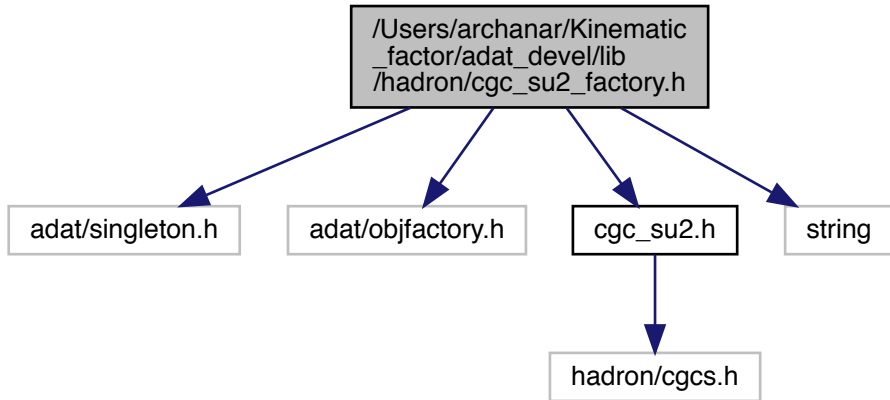 /Users/archanar/Kinematic
_factor/adat_devel/lib
/hadron/cgc_su2_factory.h
adat/singleton.h
adat/objfactory.h
cgc_su2.h
string
hadron/cgcs.h